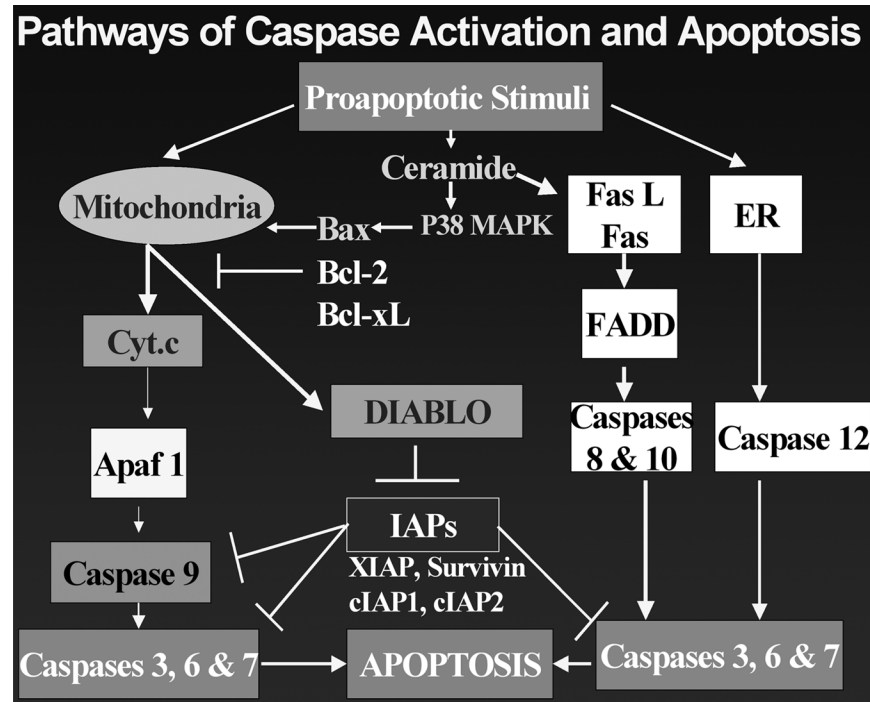 Pathways of Caspase Activation and Apoptosis
Proapoptotic Stimuli
Ceramide
Mitochondria
Bax
P38 MAPK
Fas L
Fas
ER
Bcl-2
Bcl-xL
Cyt.c
FADD
DIABLO
Caspases
8 & 10
Caspase 12
Apaf 1
IAPs
XIAP, Survivin
cIAP1, cIAP2
Caspase 9
Caspases 3, 6 & 7
APOPTOSIS
Caspases 3, 6 & 7